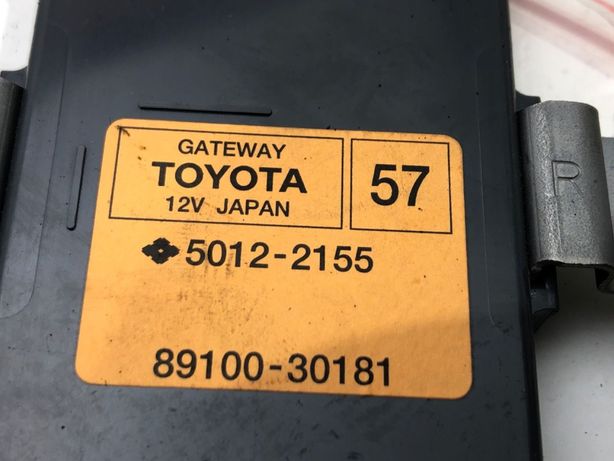 GATEWAY
TOYOTA
12V JAPAN
57
5012-2155
89100-30181
R